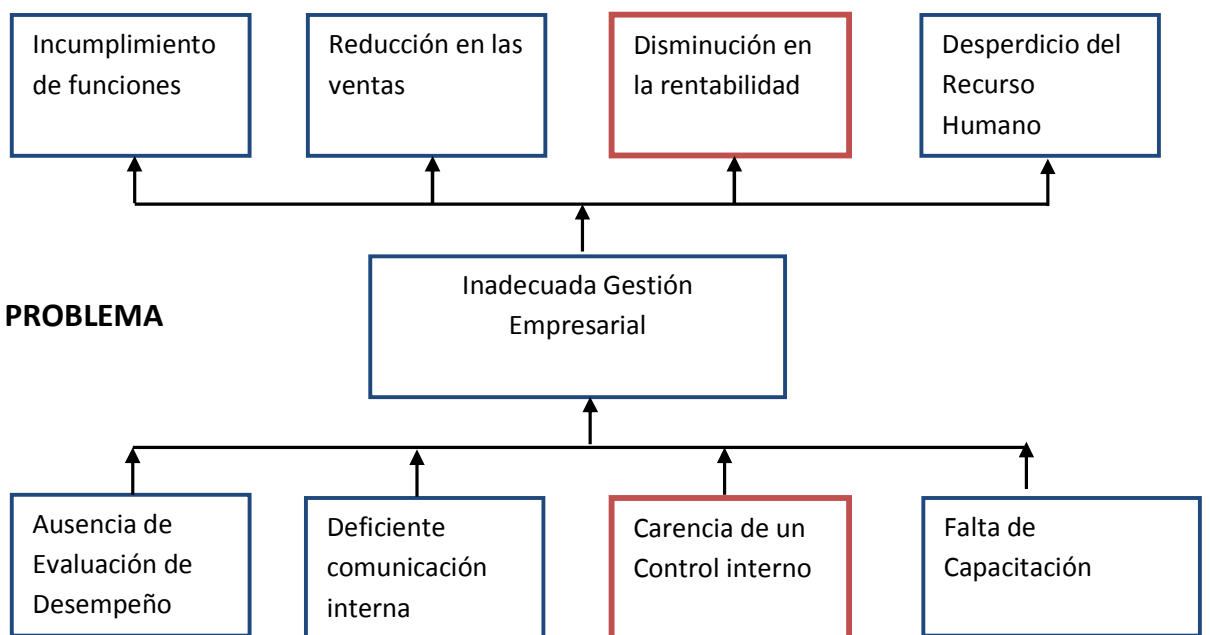 Incumplimiento
de funciones
Reducción en las
ventas
Disminución en
la rentabilidad
Desperdicio del
Recurso
Humano
Inadecuada Gestión
Empresarial
PROBLEMA
Ausencia de
Evaluación de
Desempeño
Deficiente
comunicación
interna
Carencia de un
Control interno
Falta de
Capacitación